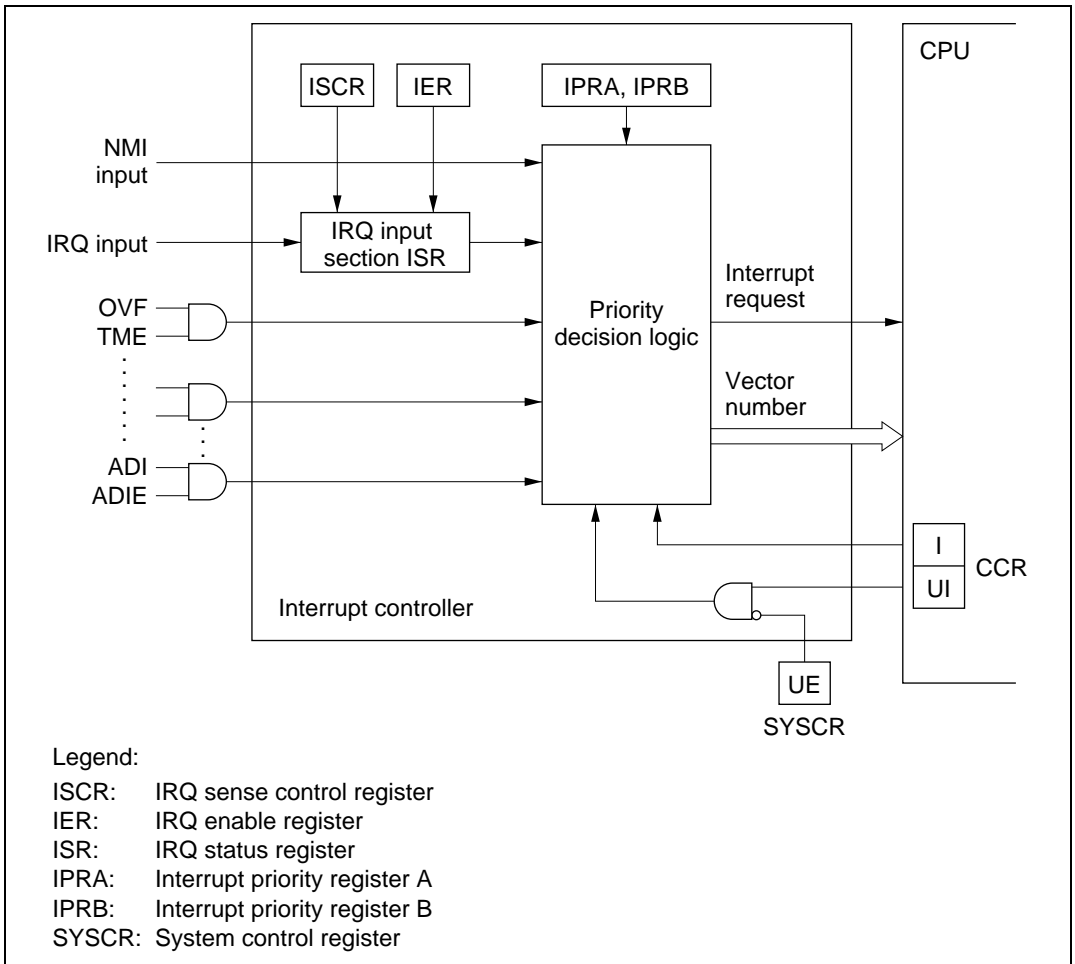 CPU
ISCR
IER
IPRA, IPRB
NMI
input
IRQ input
IRQ input
section ISR
OVF
TME
Priority
decision logic
Interrupt
request
Vector
number
ADI
ADIE
I
UI
CCR
Interrupt controller
UE
SYSCR
Legend:
ISCR: IRQ sense control register
IER: IRQ enable register
ISR: IRQ status register
IPRA: Interrupt priority register A
IPRB: Interrupt priority register B
SYSCR: System control register